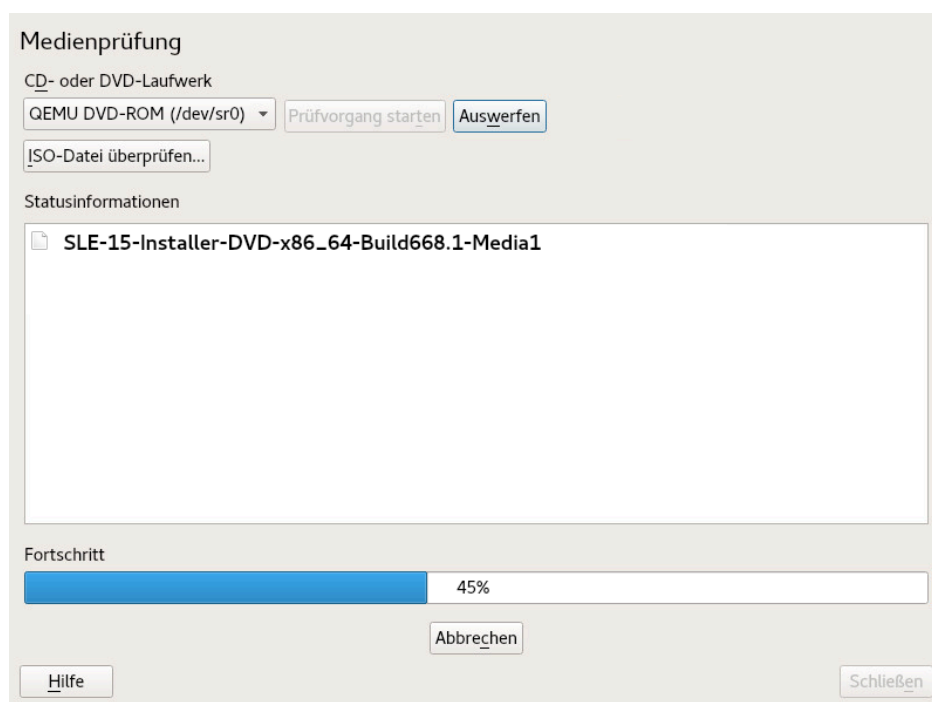 Medienprüfung
CD- oder DVD-Laufwerk
QEMU DVD-ROM (/dev/sr0) Prüfvorgang starten Auswerfen
ISO-Datei überprüfen...
Statusinformationen
SLE-15-Installer-DVD-x86_64-Build668.1-Media1
Fortschritt
45%
Abbrechen
Hilfe Schließen